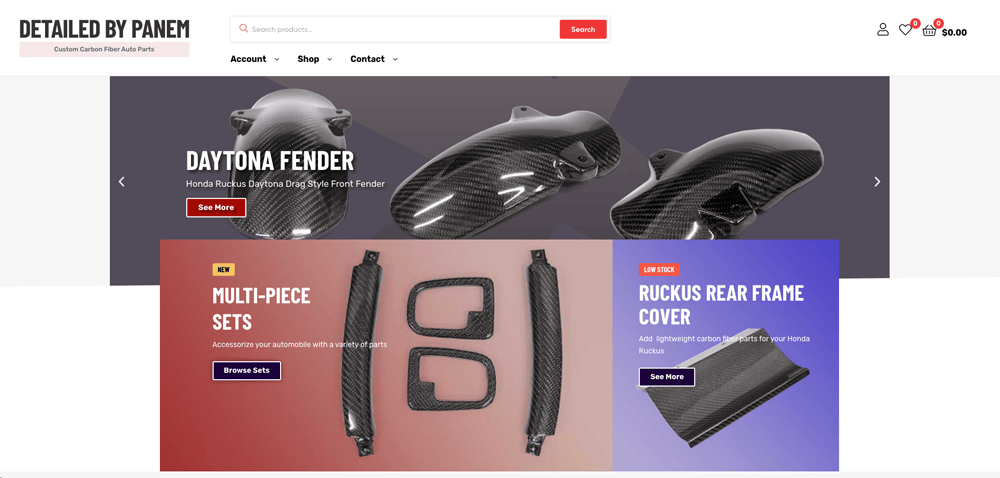 DETAILED BY PANEM
Custom Carbon Fiber Auto Parts
Search products...
Search
0
0
$0.00
Account
Shop
Contact
DAYTONA FENDER
Honda Ruckus Daytona Drag Style Front Fender
See More
NEW
MULTI-PIECE
SETS
Accessorize your automobile with a variety of parts
Browse Sets
LOW STOCK
RUCKUS REAR FRAME
COVER
Add lightweight carbon fiber parts for your Honda
Ruckus
See More